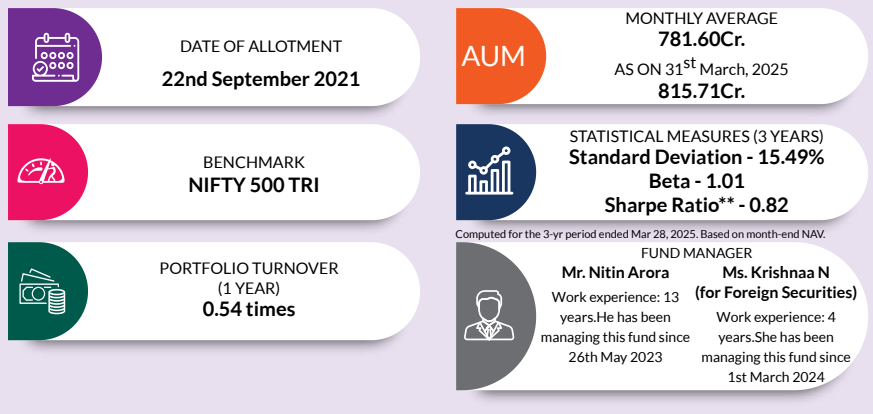 DATE OF ALLOTMENT
22nd September 2021
BENCHMARK
NIFTY 500 TRI
PORTFOLIO TURNOVER
(1 YEAR)
0.54 times
AUM
MONTHLY AVERAGE
781.60Cr.
AS ON 31st March, 2025
815.71Cr.
STATISTICAL MEASURES (3 YEARS)
Standard Deviation - 15.49%
Beta - 1.01
Sharpe Ratio** - 0.82
Computed for the 3-yr period ended Mar 28, 2025. Based on month-end NAV.
FUND MANAGER
Mr. Nitin Arora
Work experience: 13
years.He has been
managing this fund since
26th May 2023
Ms. Krishnaa N
(for Foreign Securities)
Work experience: 4
years.She has been
managing this fund since
1st March 2024